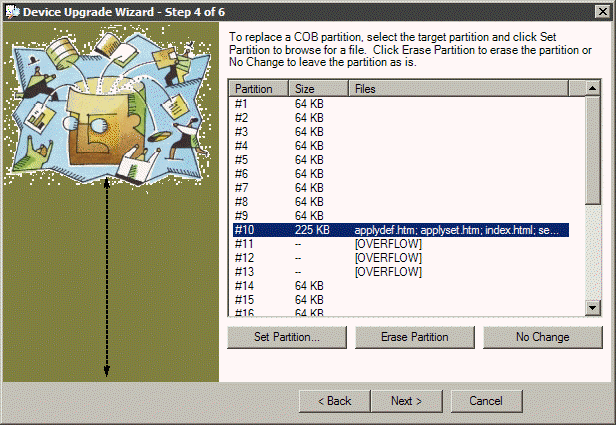 Device Upgrade Wizard - Step 4 of 6
To replace a COB partition, select the target partition and click Set
Partition to browse for a file. Click Erase Partition to erase the partition or
No Change to leave the partition as is.
Partition Size Files
#1 64 KB
#2 64 KB
#3 64 KB
#4 64 KB
#5 64 KB
#6 64 KB
#7 64 KB
#8 64 KB
#9 64 KB
#10 225 KB applydef.htm; applyset.htm; index.html; se...
#11 -- [OVERFLOW]
#12 -- [OVERFLOW]
#13 -- [OVERFLOW]
#14 64 KB
#15 64 KB
#16 64 KB
Set Partition... Erase Partition No Change
< Back Next > Cancel